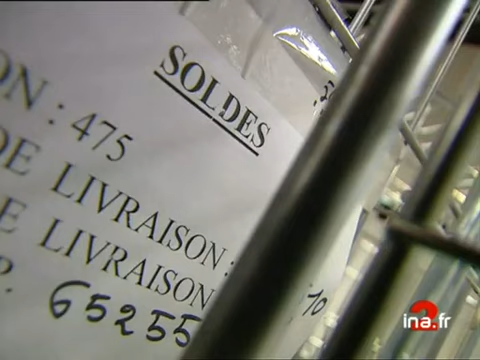 SOLDES
ON : 475
DE LIVRAISON :
E LIVRAISON
65255
ina.fr